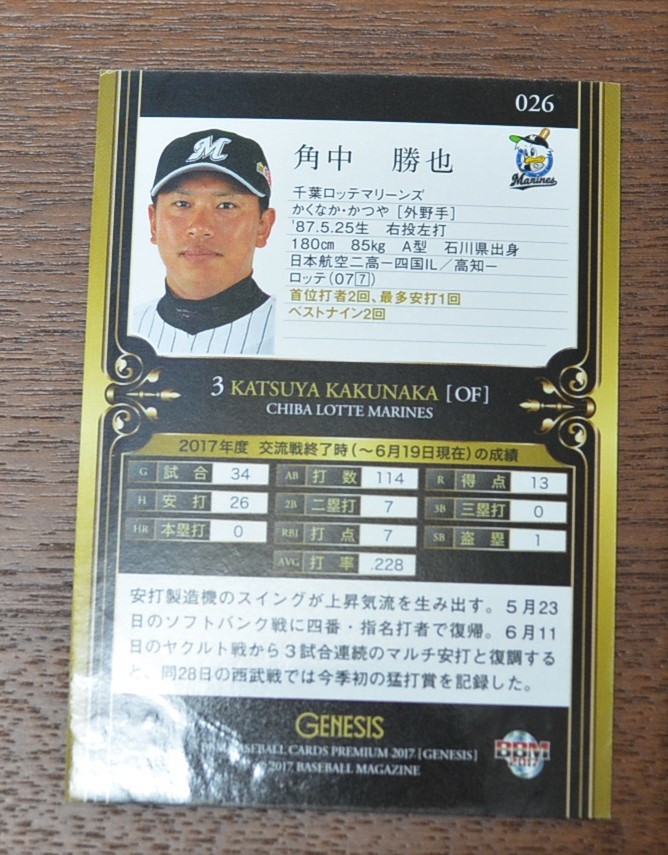 026
M
角中 勝也
Marines
千葉ロッテマリーンズ
かくなか・かつや [外野手]
'87.5.25生 右投左打
180cm 85kg A型 石川県出身
日本航空二高ー四国IL／高知ー
ロッテ(07[7])
首位打者2回、最多安打1回
ベストナイン2回
3 KATSUYA KAKUNAKA [OF]
CHIBA LOTTE MARINES
2017年度 交流戦終了時(～6月19日現在)の成績
G 試合 34 AB 打数 114 R 得点 13
H 安打 26 2B 二塁打 7 3B 三塁打 0
HR 本塁打 0 RBI 打点 7 SB 盗塁 1
AVG 打率 .228
安打製造機のスイングが上昇気流を生み出す。5月23
日のソフトバンク戦に四番・指名打者で復帰。6月11
日のヤクルト戦から3試合連続のマルチ安打と復調する
と、同28日の西武戦では今季初の猛打賞を記録した。
GENESIS
BBM BASEBALL CARDS PREMIUM 2017 [GENESIS]
©2017 BASEBALL MAGAZINE
BBM
2017